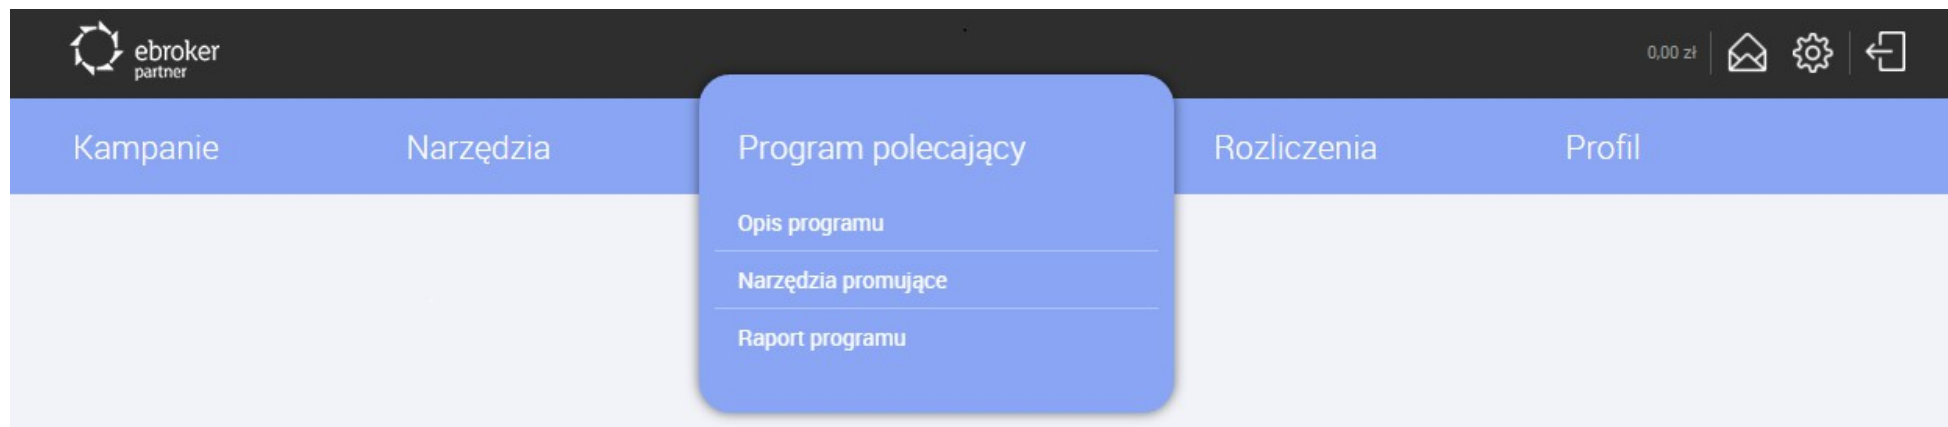 ebroker
partner
0,00 zł
Kampanie Narzędzia Program polecający Rozliczenia Profil
Opis programu
Narzędzia promujące
Raport programu